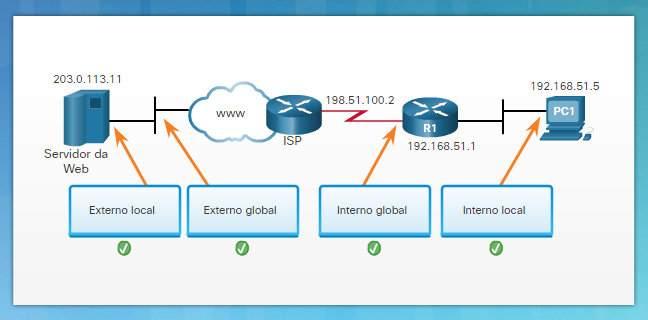 203.0.113.11
192.168.51.5
198.51.100.2
www
PC1
R1
ISP
192.168.51.1
Servidor da
Web
Externo local
Externo global
Interno global
Interno local